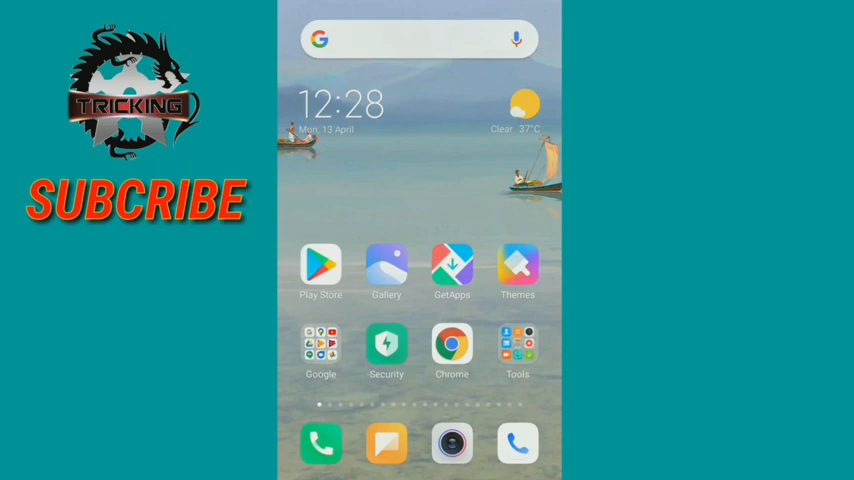 TRICKING
SUBCRIBE
12:28
Mon, 13 April
Clear 37°C
Play Store
Gallery
GetApps
Themes
Google
Security
Chrome
Tools